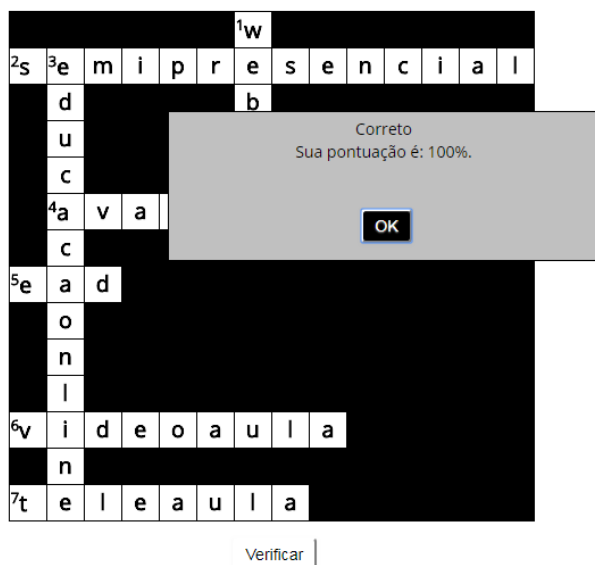 1w
2s 3e m i p r e s e n c i a l
d b
u
c
4a v a
c
5e a d
o
n
l
6v i d e o a u l a
n
7t e l e a u l a
Correto
Sua pontuação é: 100%.
OK
Verificar